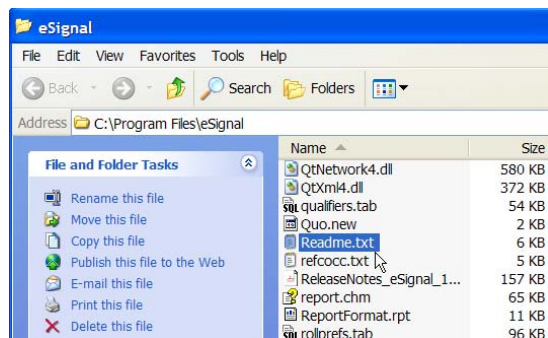 eSignal
File Edit View Favorites Tools Help
Back Search Folders
Address C:\Program Files\eSignal
Name Size
File and Folder Tasks
Rename this file
Move this file
Copy this file
Publish this file to the Web
E-mail this file
Print this file
Delete this file
QtNetwork4.dll 580 KB
QtXml4.dll 372 KB
SQL qualifiers.tab 54 KB
Quo.new 2 KB
Readme.txt 6 KB
refcocc.txt 5 KB
ReleaseNotes_eSignal_1... 157 KB
report.chm 65 KB
ReportFormat.rpt 11 KB
SQL rollprefs.tab 96 KB